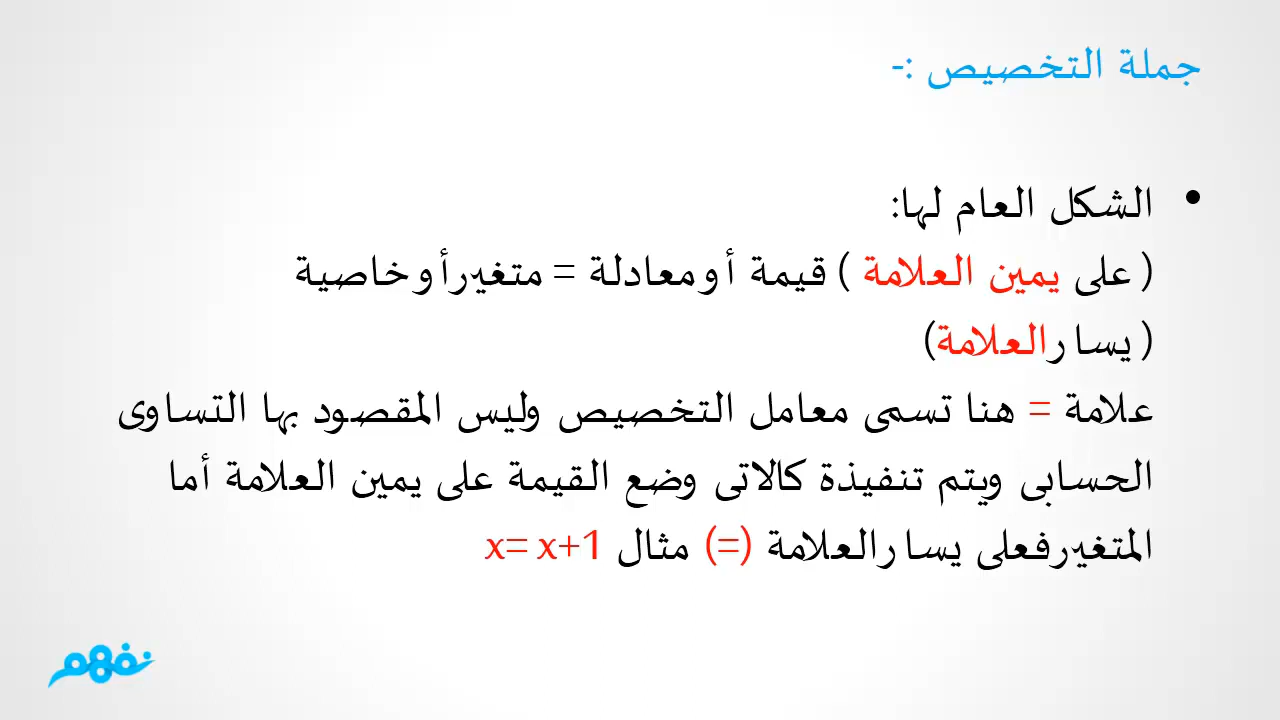 جملة التخصيص :-
• الشكل العام لها:
( على يمين العلامة ) قيمة أو معادلة = متغير أو خاصية
( يسار العلامة)
علامة = هنا تسمى معامل التخصيص وليس المقصود بها التساوى
الحسابى ويتم تنفيذة كالاتى وضع القيمة على يمين العلامة أما
المتغير فعلى يسار العلامة (=) مثال x= x+1
نفهم